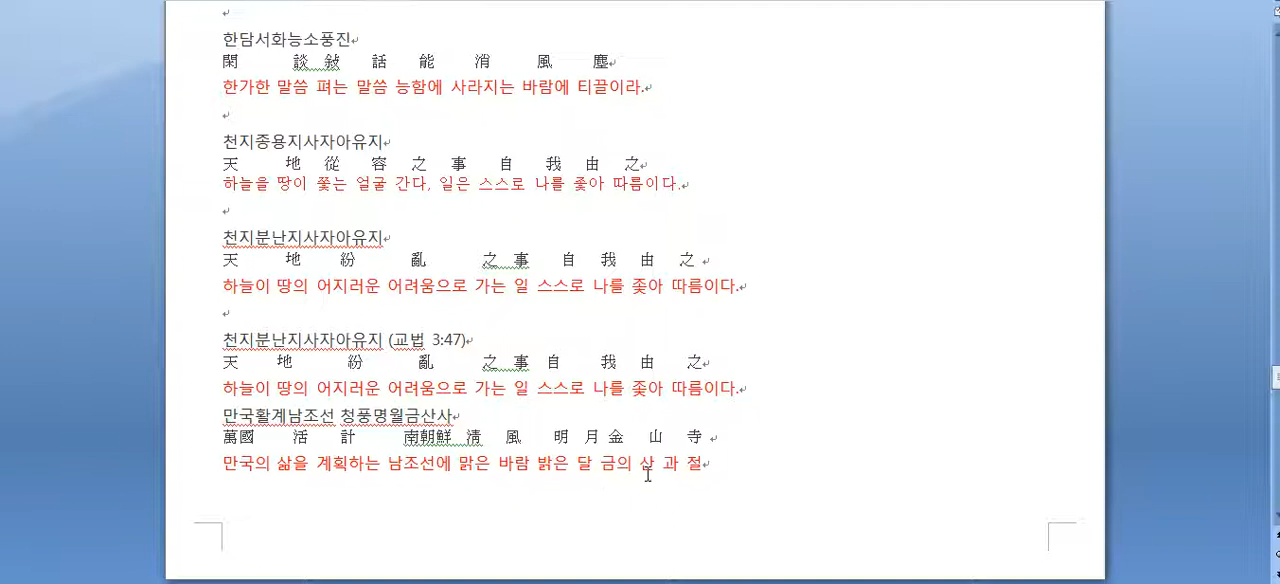 한담서화능소풍진
閑 談 敍 話 能 消 風 塵
한가한 말씀 펴는 말씀 능함에 사라지는 바람에 티끌이라.
천지종용지사자아유지
天 地 從 容 之 事 自 我 由 之
하늘을 땅이 쫓는 얼굴 간다, 일은 스스로 나를 좇아 따름이다.
천지분난지사자아유지
天 地 紛 亂 之 事 自 我 由 之
하늘이 땅의 어지러운 어려움으로 가는 일 스스로 나를 좇아 따름이다.
천지분난지사자아유지 (교법 3:47)
天 地 紛 亂 之 事 自 我 由 之
하늘이 땅의 어지러운 어려움으로 가는 일 스스로 나를 좇아 따름이다.
만국활계남조선 청풍명월금산사
萬國 活 計 南朝鮮 淸 風 明 月 金 山 寺
만국의 삶을 계획하는 남조선에 맑은 바람 밝은 달 금의 산 과 절